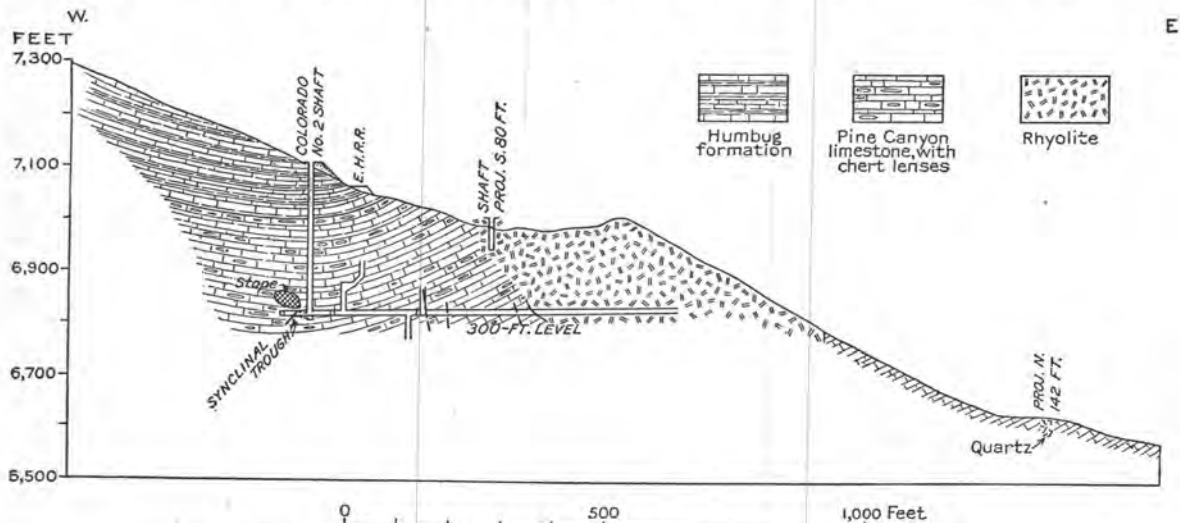 W.
E
FEET
7,300
7,100
6,900
6,700
5,500
COLORADO
No. 2 SHAFT
E.H.R.R.
SHAFT
PROJ. S. 80 FT.
Humbug
formation
Pine Canyon
limestone, with
chert lenses
Rhyolite
Stope
SYNCLINAL
TROUGH
300-FT. LEVEL
PROJ. N.
142 FT.
Quartz
0
500
1,000 Feet